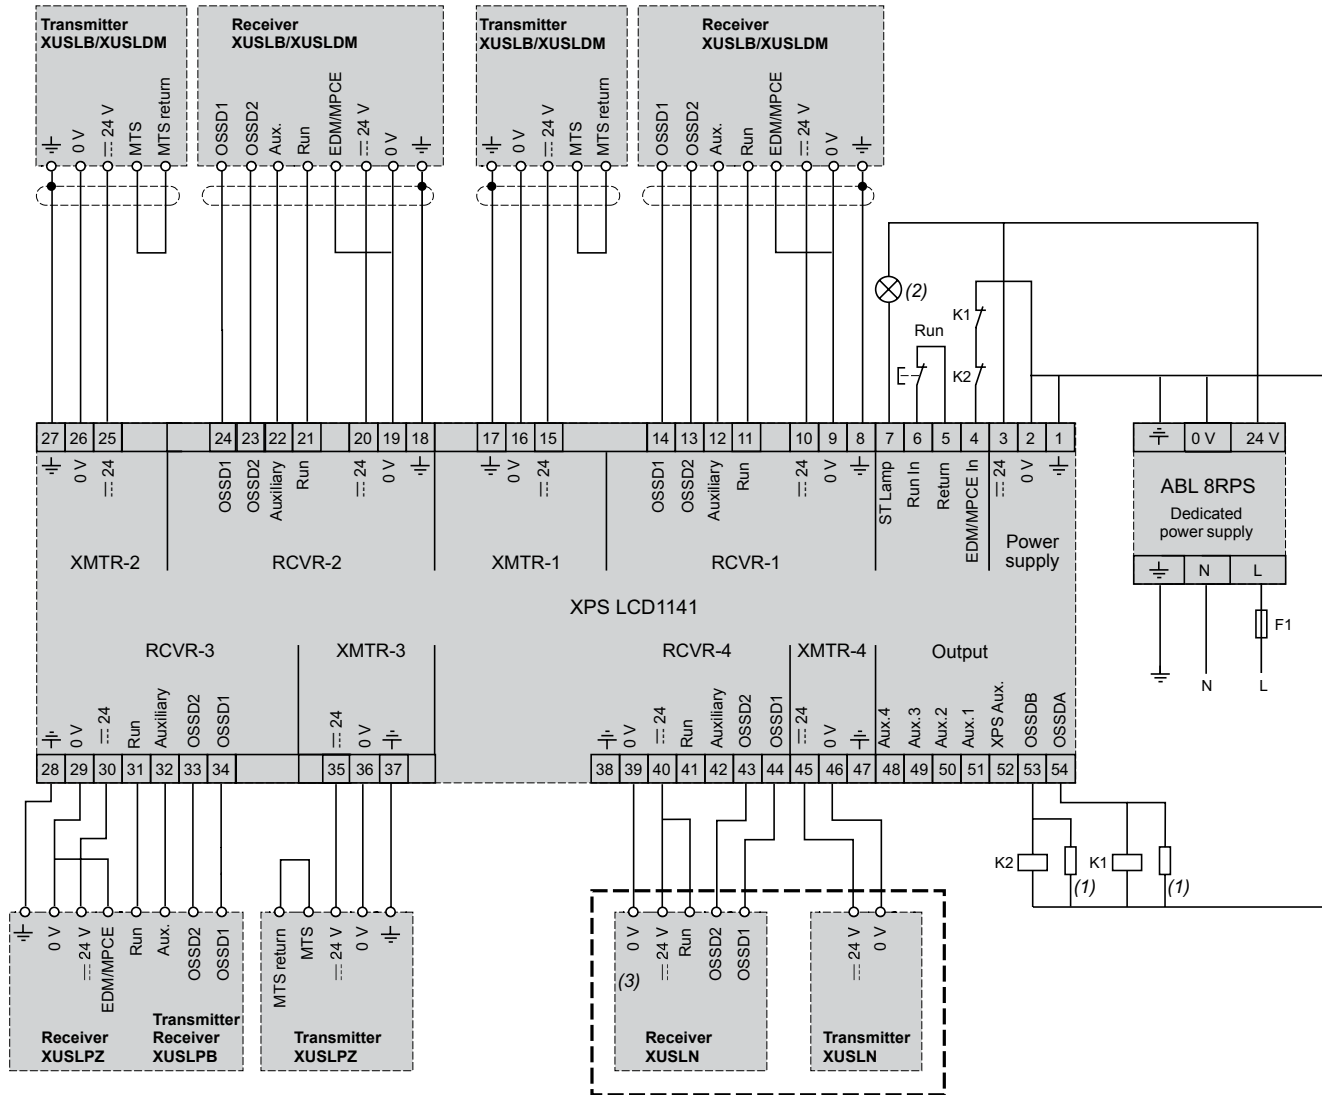 Transmitter
XUSLB/XUSLDM
Receiver
XUSLB/XUSLDM
Transmitter
XUSLB/XUSLDM
Receiver
XUSLB/XUSLDM
0 V
24 V
MTS
MTS return
OSSD1
OSSD2
Aux.
Run
EDM/MPCE
24 V
0 V
0 V
24 V
MTS
MTS return
OSSD1
OSSD2
Aux.
Run
EDM/MPCE
24 V
0 V
(2)
K1
Run
K2
27 26 25 24 23 22 21 20 19 18 17 16 15 14 13 12 11 10 9 8 7 6 5 4 3 2 1
0 V 24 V
0 V
24
OSSD1
OSSD2
Auxiliary
Run
24
0 V
0 V
24
OSSD1
OSSD2
Auxiliary
Run
24
0 V
ST Lamp
Run In
Return
EDM/MPCE In
24
0 V
ABL 8RPS
Dedicated
power supply
XMTR-2 RCVR-2 XMTR-1 RCVR-1
Power
supply
N L
F1
N L
XPS LCD1141
RCVR-3 XMTR-3 RCVR-4 XMTR-4 Output
0 V
24
Run
Auxiliary
OSSD2
OSSD1
24
0 V
0 V
24
Run
Auxiliary
OSSD2
OSSD1
24
0 V
Aux.4
Aux.3
Aux.2
Aux.1
XPS Aux.
OSSDB
OSSDA
28 29 30 31 32 33 34 35 36 37 38 39 40 41 42 43 44 45 46 47 48 49 50 51 52 53 54
K2
(1)
K1
(1)
0 V
24 V
EDM/MPCE
Run
Aux.
OSSD2
OSSD1
MTS return
MTS
24 V
0 V
0 V
(3)
24 V
Run
OSSD2
OSSD1
24 V
0 V
Receiver
XUSLPZ
Transmitter
Receiver
XUSLPB
Transmitter
XUSLPZ
Receiver
XUSLN
Transmitter
XUSLN